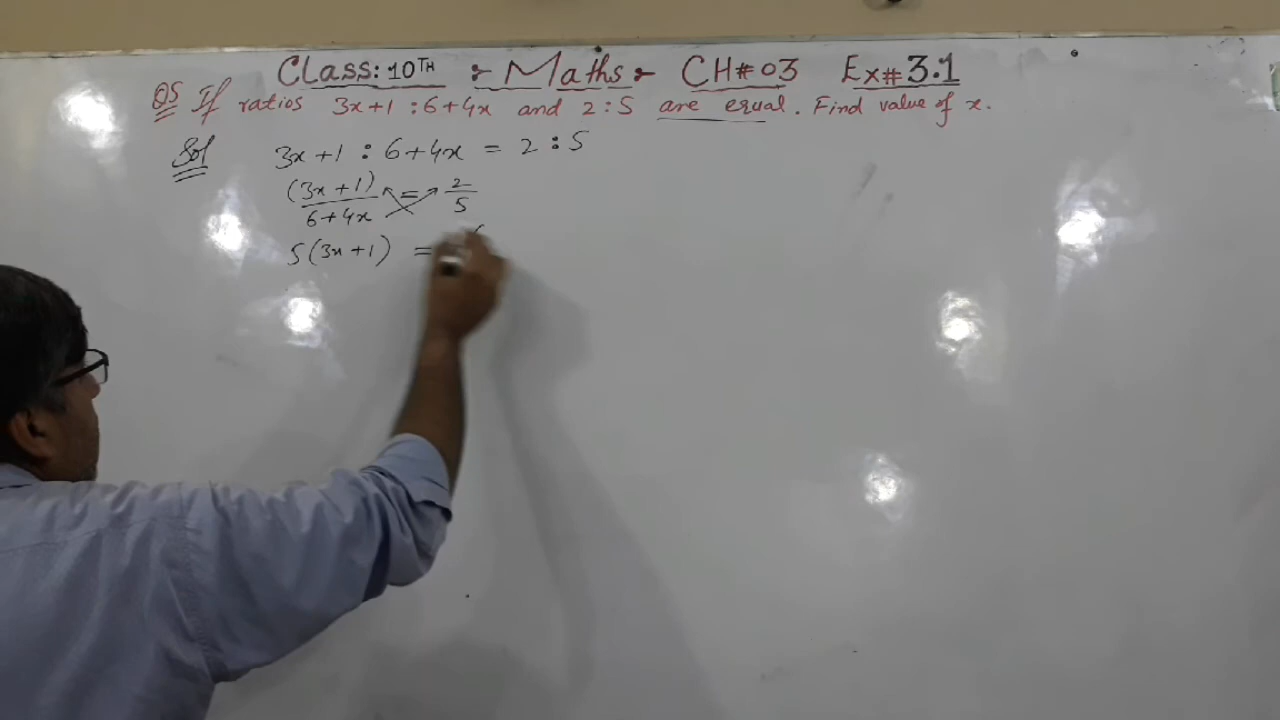 Class: 10TH :- Maths:- CH#03 Ex#3.1
Q5 If ratios 3x+1 : 6+4x and 2:5 are equal. Find value of x.
Sol 3x+1 : 6+4x = 2:5
(3x+1)/6+4x = 2/5
5(3x+1) =